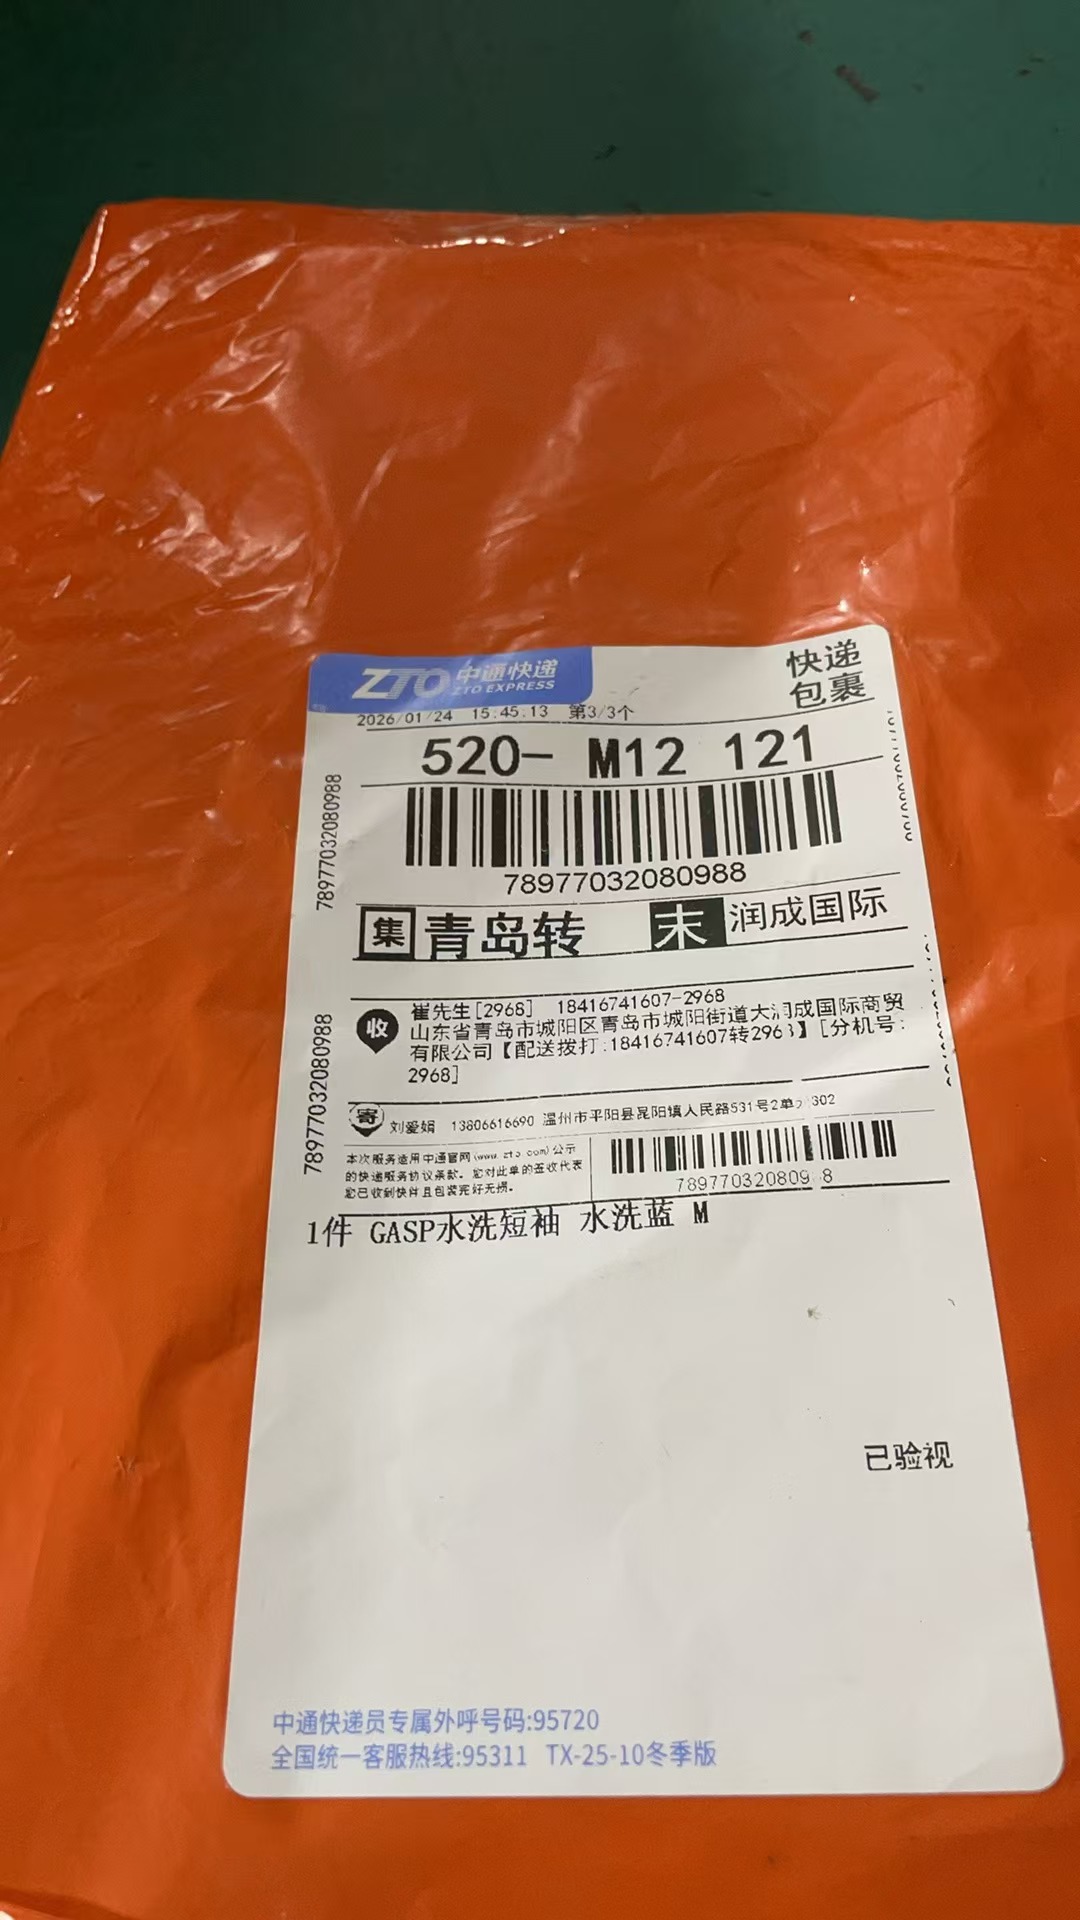 ZTO 中通快递
ZTO EXPRESS
快递
包裹
2026/01/24 15:45:13 第3/3个
520- M12 121
78977032080988
78977032080988
集 青岛转 末 润成国际
收
崔先生[2968] 18416741607-2968
山东省青岛市城阳区青岛市城阳街道大润成国际商贸
有限公司【配送拨打:18416741607转2968】[分机号:
2968]
78977032080988
寄 刘爱娟 13806616690 温州市平阳县昆阳镇人民路531号2单 302
本次服务适用中通官网(www.zto.com)公示
的快递服务协议条款。您对此单的签收代表
您已收到快件且包装完好无损。
7897703208098 8
1件 GASP水洗短袖 水洗蓝 M
已验视
中通快递员专属外呼号码:95720
全国统一客服热线:95311 TX-25-10冬季版